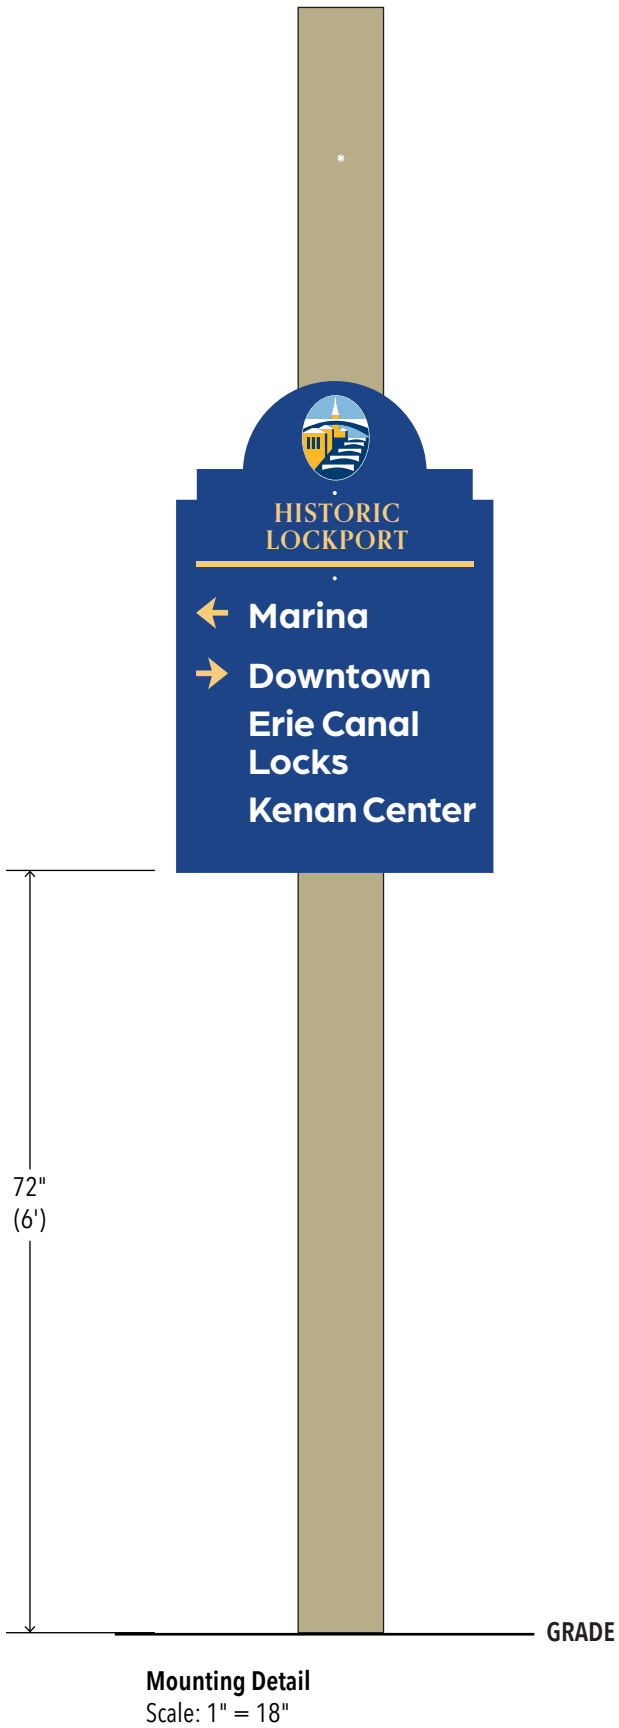 HISTORIC
LOCKPORT
Marina
Downtown
Erie Canal
Locks
Kenan Center
72"
(6')
GRADE
Mounting Detail
Scale: 1" = 18"